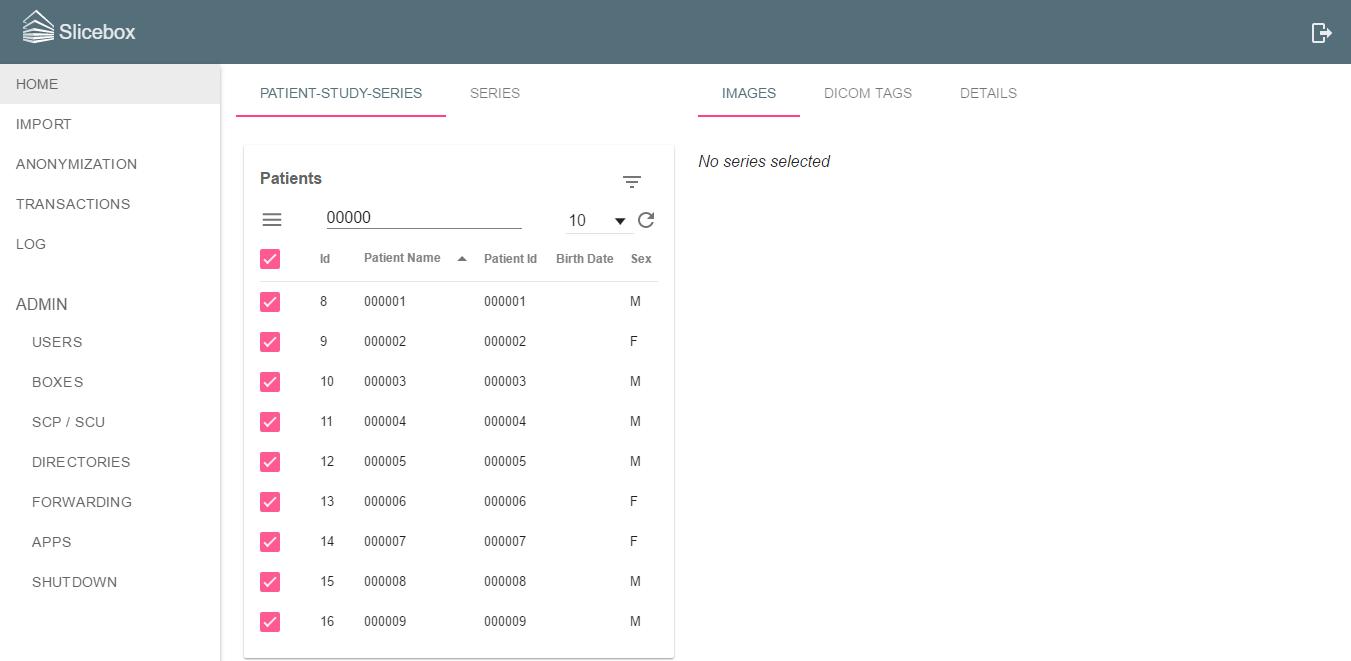 Slicebox
HOME
IMPORT
ANONYMIZATION
TRANSACTIONS
LOG
ADMIN
USERS
BOXES
SCP / SCU
DIRECTORIES
FORWARDING
APPS
SHUTDOWN
PATIENT-STUDY-SERIES SERIES
Patients
00000 10
Id Patient Name Patient Id Birth Date Sex
8 000001 000001 M
9 000002 000002 F
10 000003 000003 M
11 000004 000004 M
12 000005 000005 M
13 000006 000006 F
14 000007 000007 F
15 000008 000008 M
16 000009 000009 M
IMAGES DICOM TAGS DETAILS
No series selected